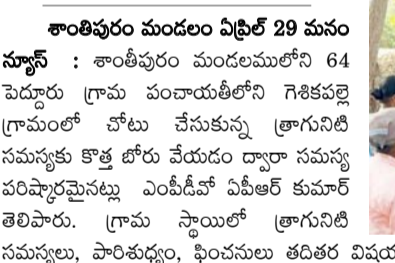 శాంతిపురం మండలం ఏప్రిల్ 29 మనం
న్యూస్ : శాంతీపురం మండలములోని 64
పెద్దూరు గ్రామ పంచాయతీలోని గెశికపల్లె
గ్రామంలో చోటు చేసుకున్న త్రాగునిటి
సమస్యకు కొత్త బోరు వేయడం ద్వారా సమస్య
పరిష్కారమైనట్లు ఎంపీడీవో ఏపీఆర్ కుమార్
తెలిపారు. గ్రామ స్థాయిలో త్రాగునిటి
సమస్యలు, పారిశుధ్యం, ఫించనులు తదితర